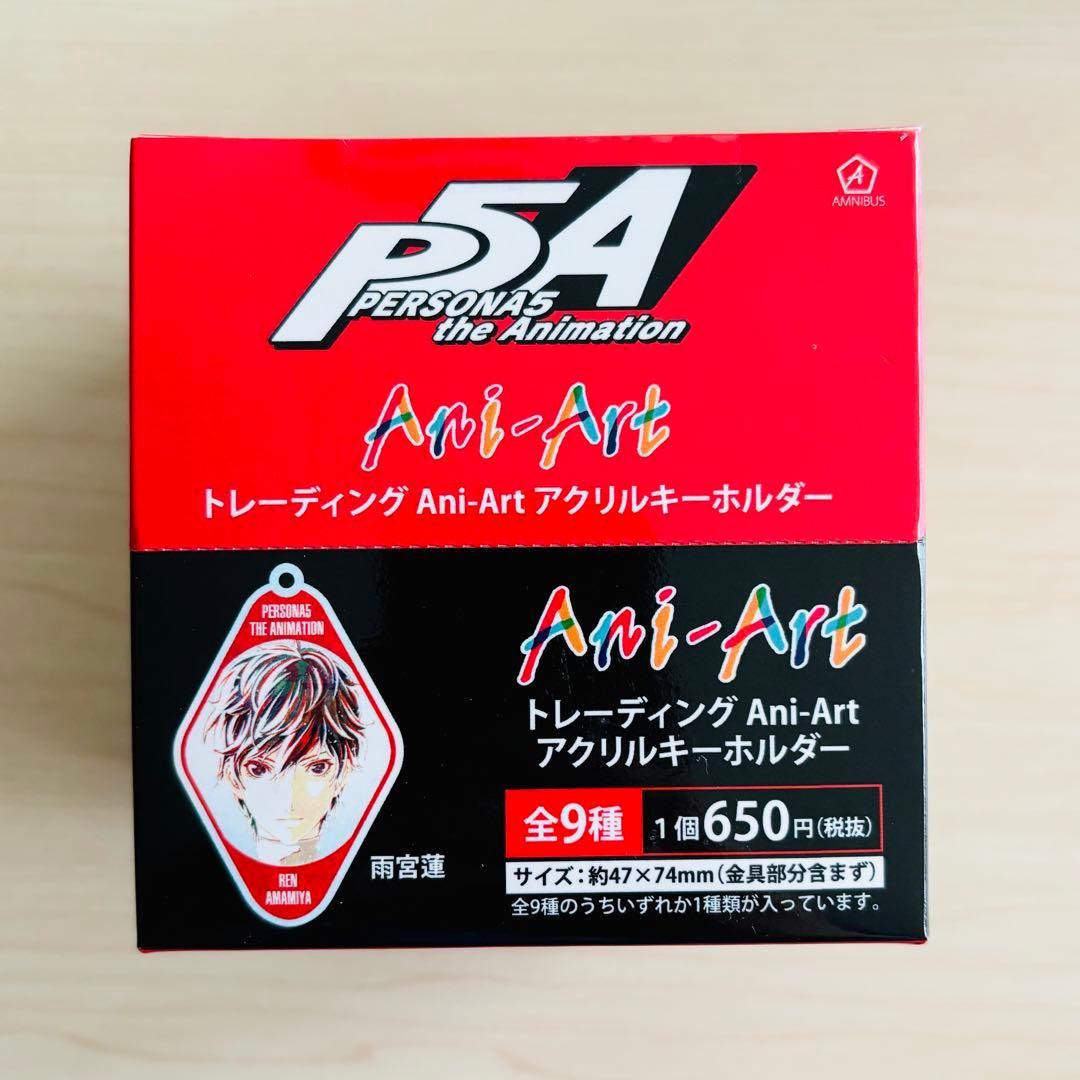 A
AMNIBUS
P5A
PERSONA5
the Animation
Ani-Art
トレーディング Ani-Art アクリルキーホルダー
PERSONA5
THE ANIMATION
REN
AMAMIYA
雨宮蓮
Ani-Art
トレーディング Ani-Art
アクリルキーホルダー
全9種 1個650円(税抜)
サイズ:約47×74mm(金具部分含まず)
全9種のうちいずれか1種類が入っています。